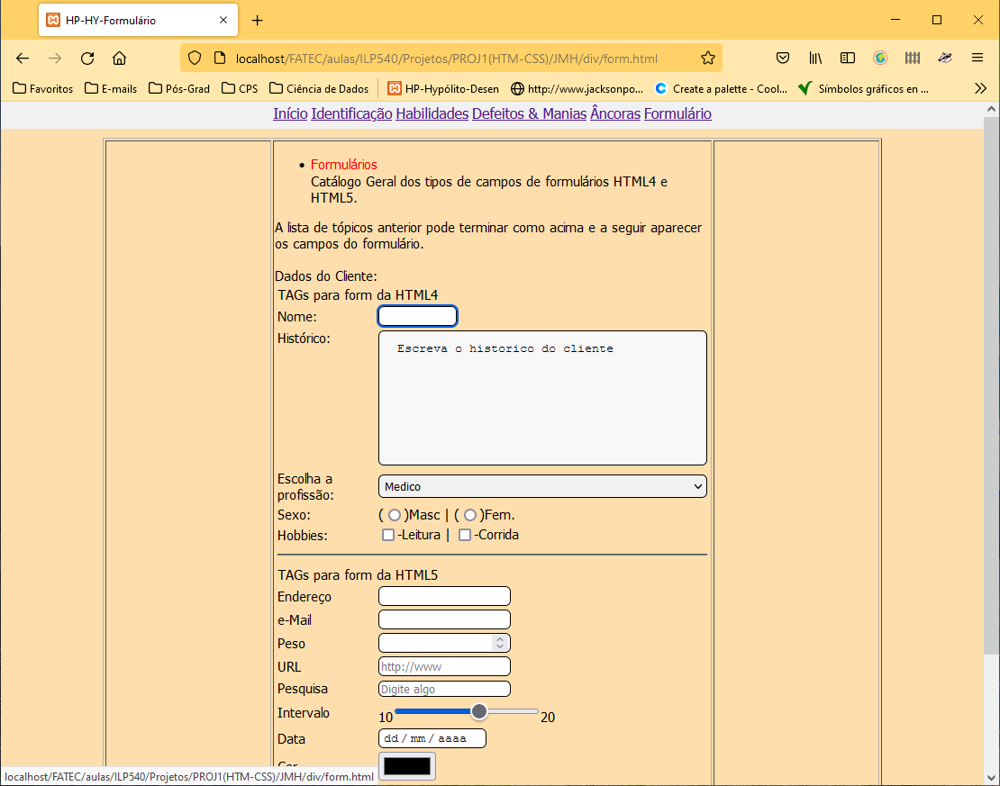 HP-HY-Formulário
localhost/FATEC/aulas/ILP540/Projetos/PROJ1(HTM-CSS)/JMH/div/form.html
Favoritos E-mails Pós-Grad CPS Ciência de Dados HP-Hypólito-Desen http://www.jacksonpo... Create a palette - Cool... Símbolos gráficos en ...
Início Identificação Habilidades Defeitos & Manias Âncoras Formulário
Formulários
Catálogo Geral dos tipos de campos de formulários HTML4 e
HTML5.
A lista de tópicos anterior pode terminar como acima e a seguir aparecer
os campos do formulário.
Dados do Cliente:
TAGs para form da HTML4
Nome:
Histórico:
Escreva o historico do cliente
Escolha a
profissão:
Medico
Sexo: ( )Masc | ( )Fem.
Hobbies: -Leitura | -Corrida
TAGs para form da HTML5
Endereço
e-Mail
Peso
URL http://www
Pesquisa Digite algo
Intervalo 10 20
Data dd / mm / aaaa
Cor
localhost/FATEC/aulas/ILP540/Projetos/PROJ1(HTM-CSS)/JMH/div/form.html